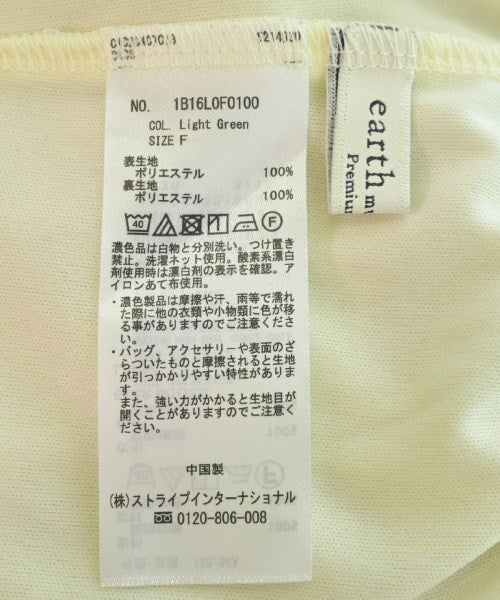 NO. 1B16L0F0100
COL. Light Green
SIZE F
表生地
ポリエステル 100%
裏生地
ポリエステル 100%
40
F
濃色品は白物と分別洗い。つけ置き
禁止。洗濯ネット使用。酸素系漂白
剤使用時は漂白剤の表示を確認。ア
イロンあて布使用。
・濃色製品は摩擦や汗、雨等で濡れ
た際に他の衣類や小物類に色が移
る事がありますのでご注意くださ
い。
・バッグ、アクセサリーや表面のざ
らついたものと摩擦されると生地
が引っかかりやすい特性がありま
す。
また、強い力がかかると生地目が
開くことがありますのでご注意く
ださい。
中国製
(株)ストライプインターナショナル
0120-806-008
earth mu
Premium